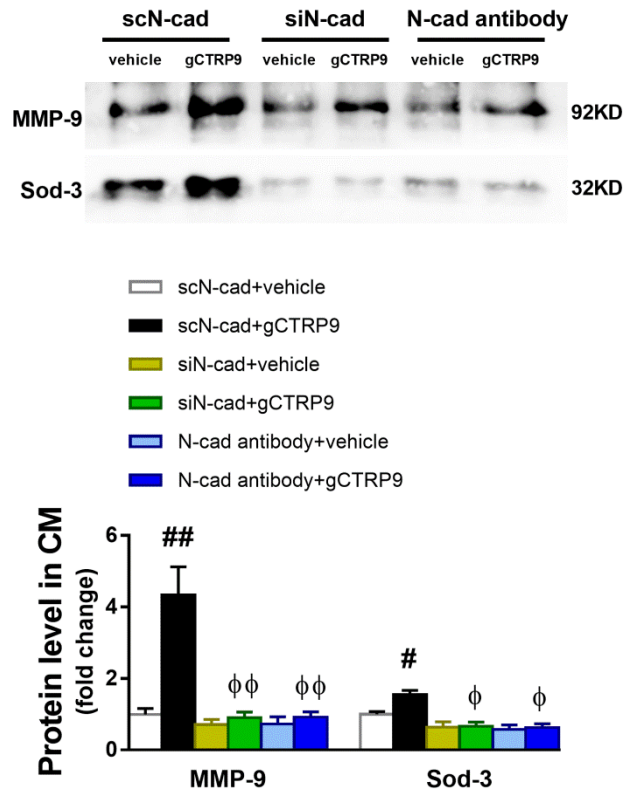 scN-cad siN-cad N-cad antibody
vehicle gCTRP9 vehicle gCTRP9 vehicle gCTRP9
MMP-9 92KD
Sod-3 32KD
scN-cad+vehicle
scN-cad+gCTRP9
siN-cad+vehicle
siN-cad+gCTRP9
N-cad antibody+vehicle
N-cad antibody+gCTRP9
Protein level in CM
(fold change)
6
4
2
0
##
ϕϕ ϕϕ
#
ϕ ϕ
MMP-9 Sod-3